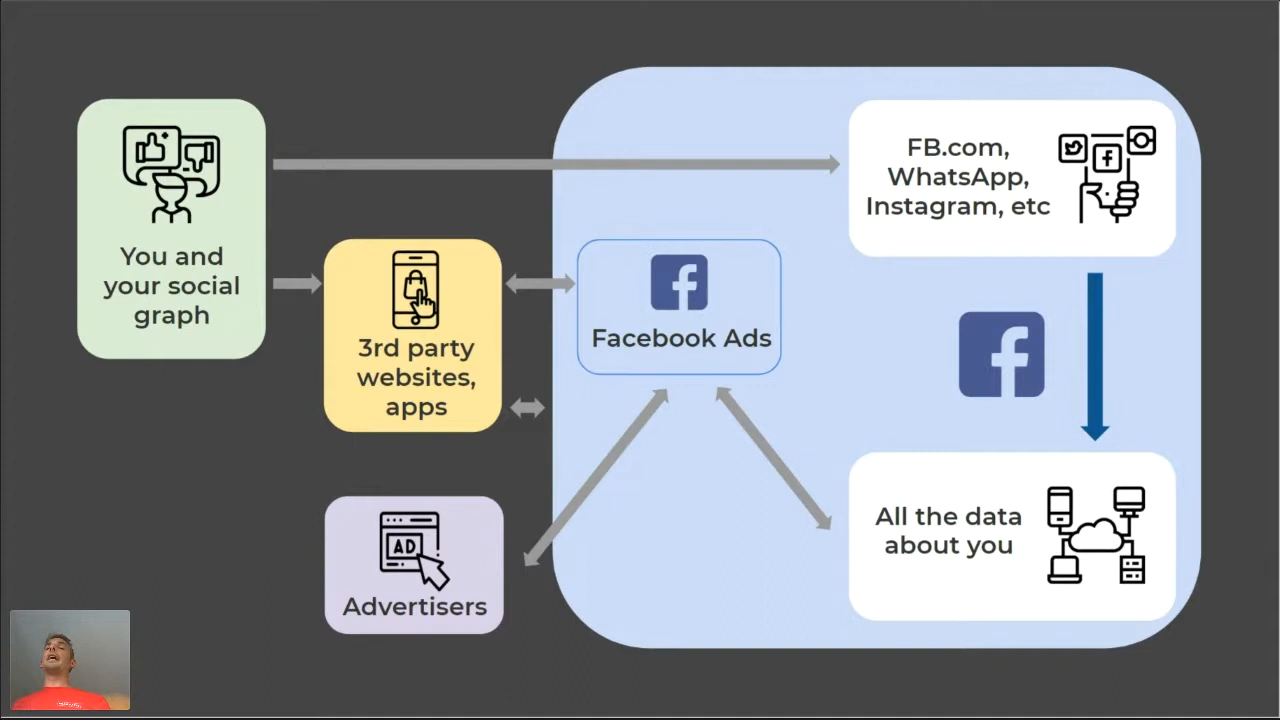 You and
your social
graph
3rd party
websites,
apps
AD
Advertisers
Facebook Ads
FB.com,
WhatsApp,
Instagram, etc
All the data
about you